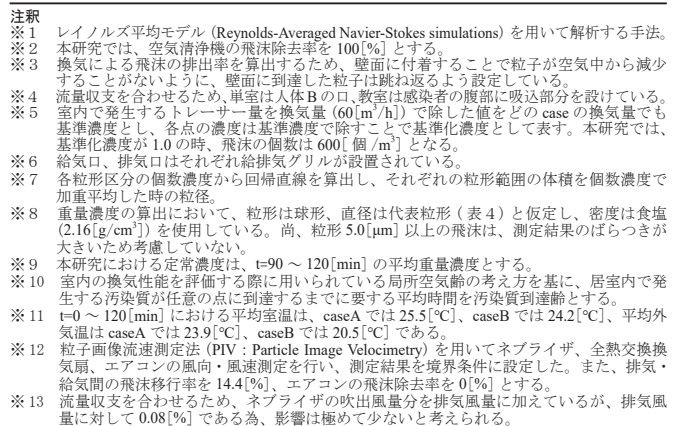 注釈
※1 レイノルズ平均モデル（Reynolds-Averaged Navier-Stokes simulations）を用いて解析する手法。
※2 本研究では、空気清浄機の飛沫除去率を 100[%] とする。
※3 換気による飛沫の排出率を算出するため、壁面に付着することで粒子が空気中から減少
することがないように、壁面に到達した粒子は跳ね返るよう設定している。
※4 流量収支を合わせるため、単室は人体 B の口、教室は感染者の腹部に吸込部分を設けている。
※5 室内で発生するトレーサー量を換気量 (60[m³/h]) で除した値をどの case の換気量でも
基準濃度とし、各点の濃度は基準濃度で除すことで基準化濃度として表す。本研究では、
基準化濃度が 1.0 の時、飛沫の個数は 600[ 個 /m³] となる。
※6 給気口、排気口はそれぞれ給排気グリルが設置されている。
※7 各粒形区分の個数濃度から回帰直線を算出し、それぞれの粒形範囲の体積を個数濃度で
加重平均した時の粒径。
※8 重量濃度の算出において、粒形は球形、直径は代表粒形 ( 表 4 ) と仮定し、密度は食塩
(2.16[g/cm³]) を使用している。尚、粒形 5.0[μm] 以上の飛沫は、測定結果のばらつきが
大きいため考慮していない。
※9 本研究における定常濃度は、t=90 ～ 120[min] の平均重量濃度とする。
※10 室内の換気性能を評価する際に用いられている局所空気齢の考え方を基に、居室内で発
生する汚染質が任意の点に到達するまでに要する平均時間を汚染質到達齢とする。
※11 t=0 ～ 120[min] における平均室温は、caseA では 25.5[℃]、caseB では 24.2[℃]、平均外
気温は caseA では 23.9[℃]、caseB では 20.5[℃] である。
※12 粒子画像流速測定法 (PIV：Particle Image Velocimetry) を用いてネブライザ、全熱交換換
気扇、エアコンの風向・風速測定を行い、測定結果を境界条件に設定した。また、排気・
給気間の飛沫移行率を 14.4[%]、エアコンの飛沫除去率を 0[%] とする。
※13 流量収支を合わせるため、ネブライザの吹出風量分を排気風量に加えているが、排気風
量に対して 0.08[%] である為、影響は極めて少ないと考えられる。